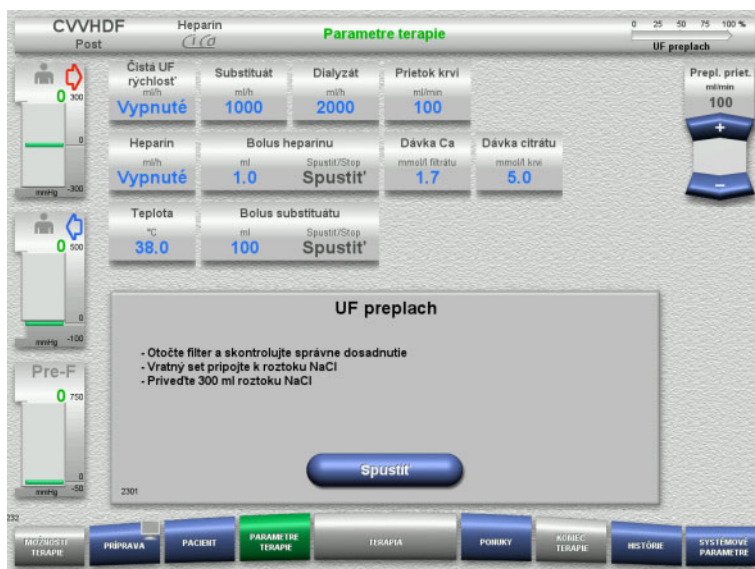 CVVHDF
Post
Heparin
Ci Ca
Parametre terapie
0 25 50 75 100 %
UF preplach
0
300
0
-300
mmHg
0
500
0
-100
mmHg
Pre-F
0
750
0
-50
mmHg
Čistá UF
rýchlosť
ml/h
Vypnuté
Substituát
ml/h
1000
Dialyzát
ml/h
2000
Prietok krvi
ml/min
100
Prepl. priet.
ml/min
100
+
−
Heparin
ml/h
Vypnuté
Bolus heparínu
ml
1.0
Spustiť/Stop
Spustiť
Dávka Ca
mmol/l filtrátu
1.7
Dávka citrátu
mmol/l krvi
5.0
Teplota
°C
38.0
Bolus substituátu
ml
100
Spustiť/Stop
Spustiť
UF preplach
- Otočte filter a skontrolujte správne dosadnutie
- Vratný set pripojte k roztoku NaCl
- Priveďte 300 ml roztoku NaCl
Spustiť
2301
232
MOŽNOSTI
TERAPIE
PRÍPRAVA
PACIENT
PARAMETRE
TERAPIE
TERAPIA
PONUKY
KONIEC
TERAPIE
HISTÓRIE
SYSTÉMOVÉ
PARAMETRE